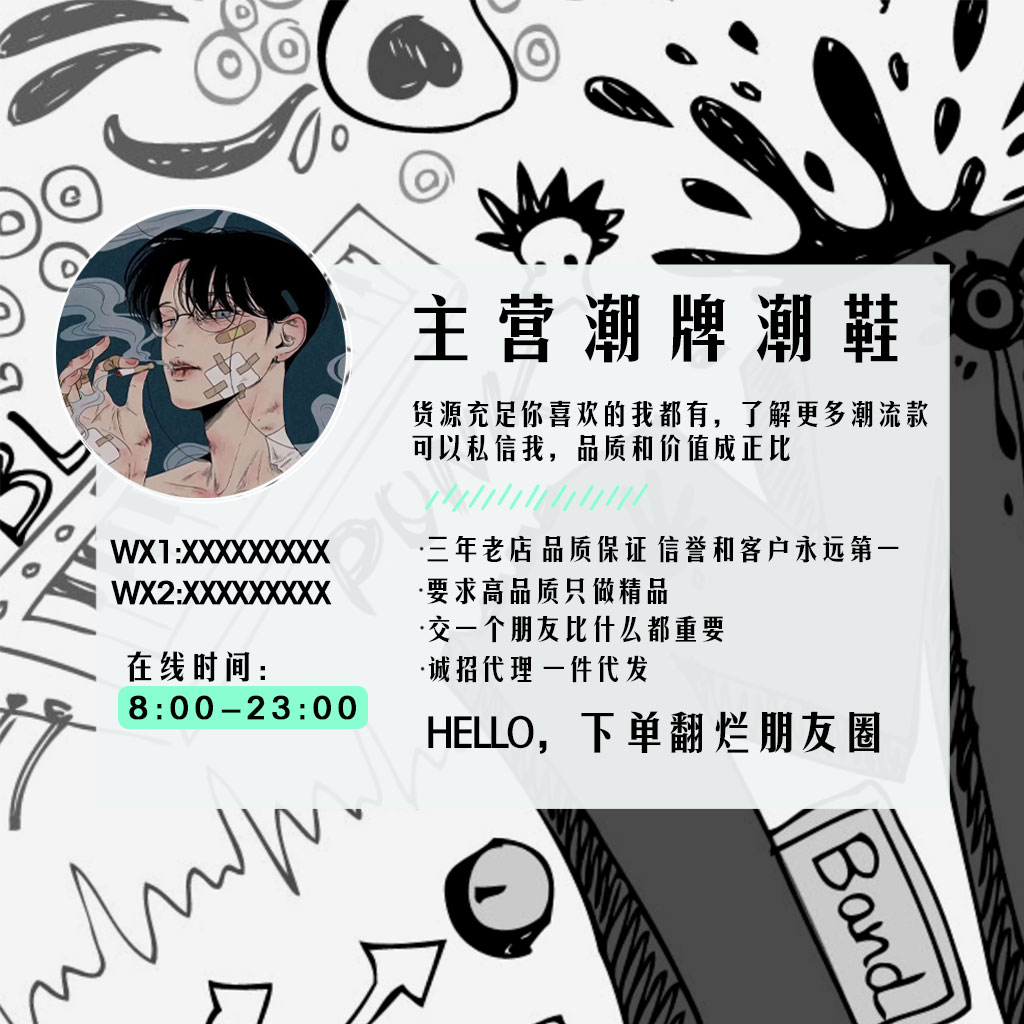 主营潮牌潮鞋
货源充足你喜欢的我都有，了解更多潮流款
可以私信我，品质和价值成正比
WX1:XXXXXXXXX
WX2:XXXXXXXXX
在线时间：
8:00-23:00
·三年老店 品质保证 信誉和客户永远第一
·要求高品质只做精品
·交一个朋友比什么都重要
·诚招代理 一件代发
HELLO，下单翻烂朋友圈
Band